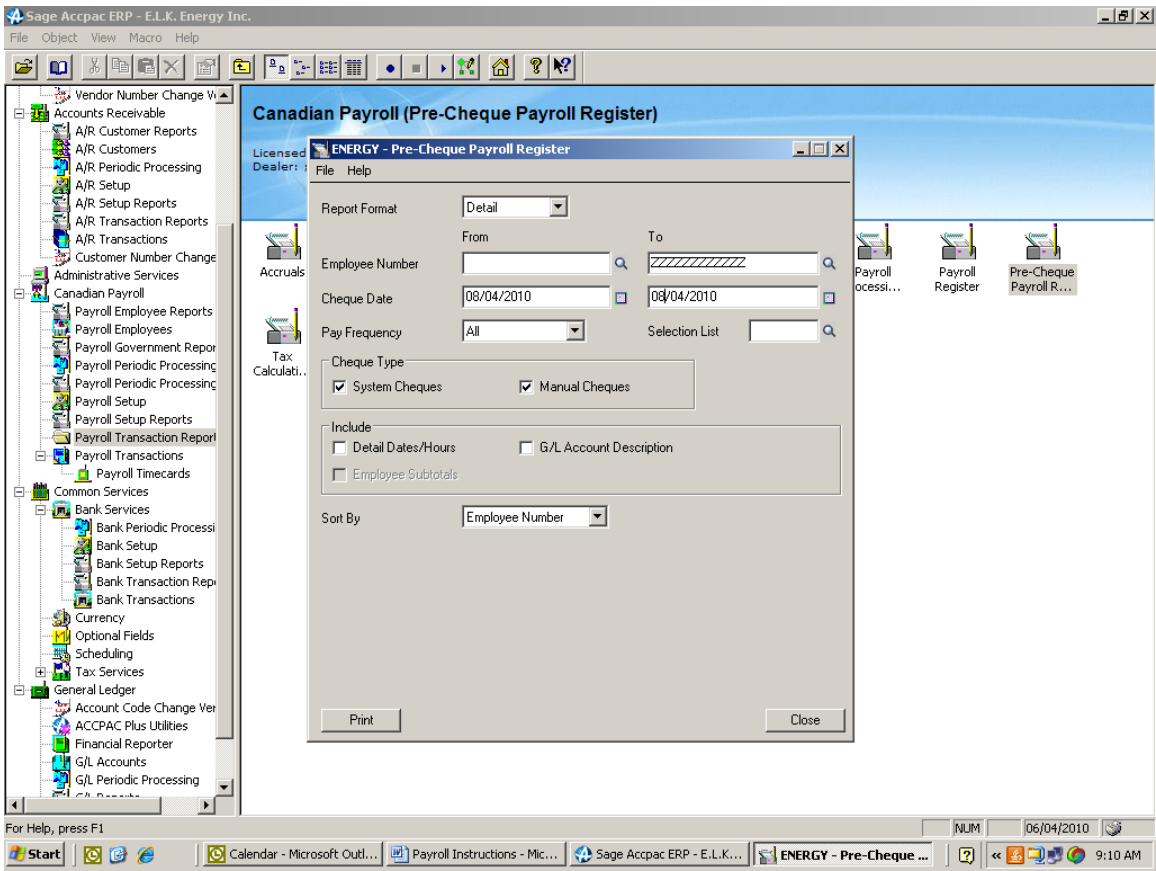 Sage Accpac ERP - E.L.K. Energy Inc.
File Object View Macro Help
Vendor Number Change V
Accounts Receivable
A/R Customer Reports
A/R Customers
A/R Periodic Processing
A/R Setup
A/R Setup Reports
A/R Transaction Reports
A/R Transactions
Customer Number Change
Administrative Services
Canadian Payroll
Payroll Employee Reports
Payroll Employees
Payroll Government Repor
Payroll Periodic Processing
Payroll Periodic Processing
Payroll Setup
Payroll Setup Reports
Payroll Transaction Report
Payroll Transactions
Payroll Timecards
Common Services
Bank Services
Bank Periodic Processi
Bank Setup
Bank Setup Reports
Bank Transaction Rep
Bank Transactions
Currency
Optional Fields
Scheduling
Tax Services
General Ledger
Account Code Change Ver
ACCPAC Plus Utilities
Financial Reporter
G/L Accounts
G/L Periodic Processing
Canadian Payroll (Pre-Cheque Payroll Register)
Licensed
Dealer:
Accruals
Tax
Calculati..
Payroll
ocessi...
Payroll
Register
Pre-Cheque
Payroll R...
ENERGY - Pre-Cheque Payroll Register
File Help
Report Format Detail
From To
Employee Number ZZZZZZZZZZZZ
Cheque Date 08/04/2010 08/04/2010
Pay Frequency All Selection List
Cheque Type
System Cheques Manual Cheques
Include
Detail Dates/Hours G/L Account Description
Employee Subtotals
Sort By Employee Number
Print Close
For Help, press F1 NUM 06/04/2010
Start Calendar - Microsoft Outl... Payroll Instructions - Mic... Sage Accpac ERP - E.L.K... ENERGY - Pre-Cheque ... « 9:10 AM